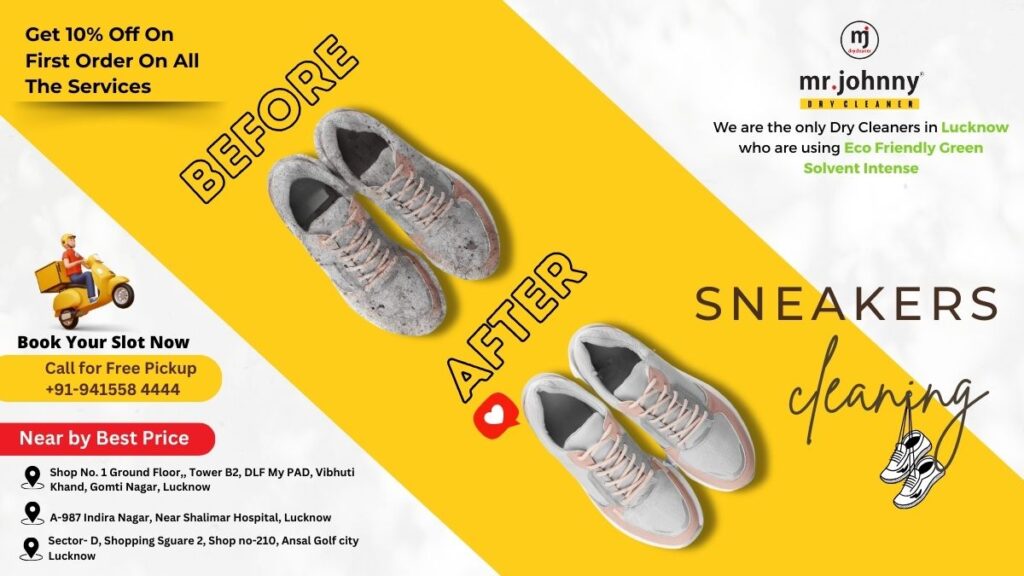 Get 10% Off On
First Order On All
The Services
BEFORE
mj
mr.johnny
DRY CLEANER
We are the only Dry Cleaners in Lucknow
who are using Eco Friendly Green
Solvent Intense
AFTER
SNEAKERS
cleaning
Book Your Slot Now
Call for Free Pickup
+91-941558 4444
Near by Best Price
Shop No. 1 Ground Floor,, Tower B2, DLF My PAD, Vibhuti
Khand, Gomti Nagar, Lucknow
A-987 Indira Nagar, Near Shalimar Hospital, Lucknow
Sector- D, Shopping Sguare 2, Shop no-210, Ansal Golf city
Lucknow